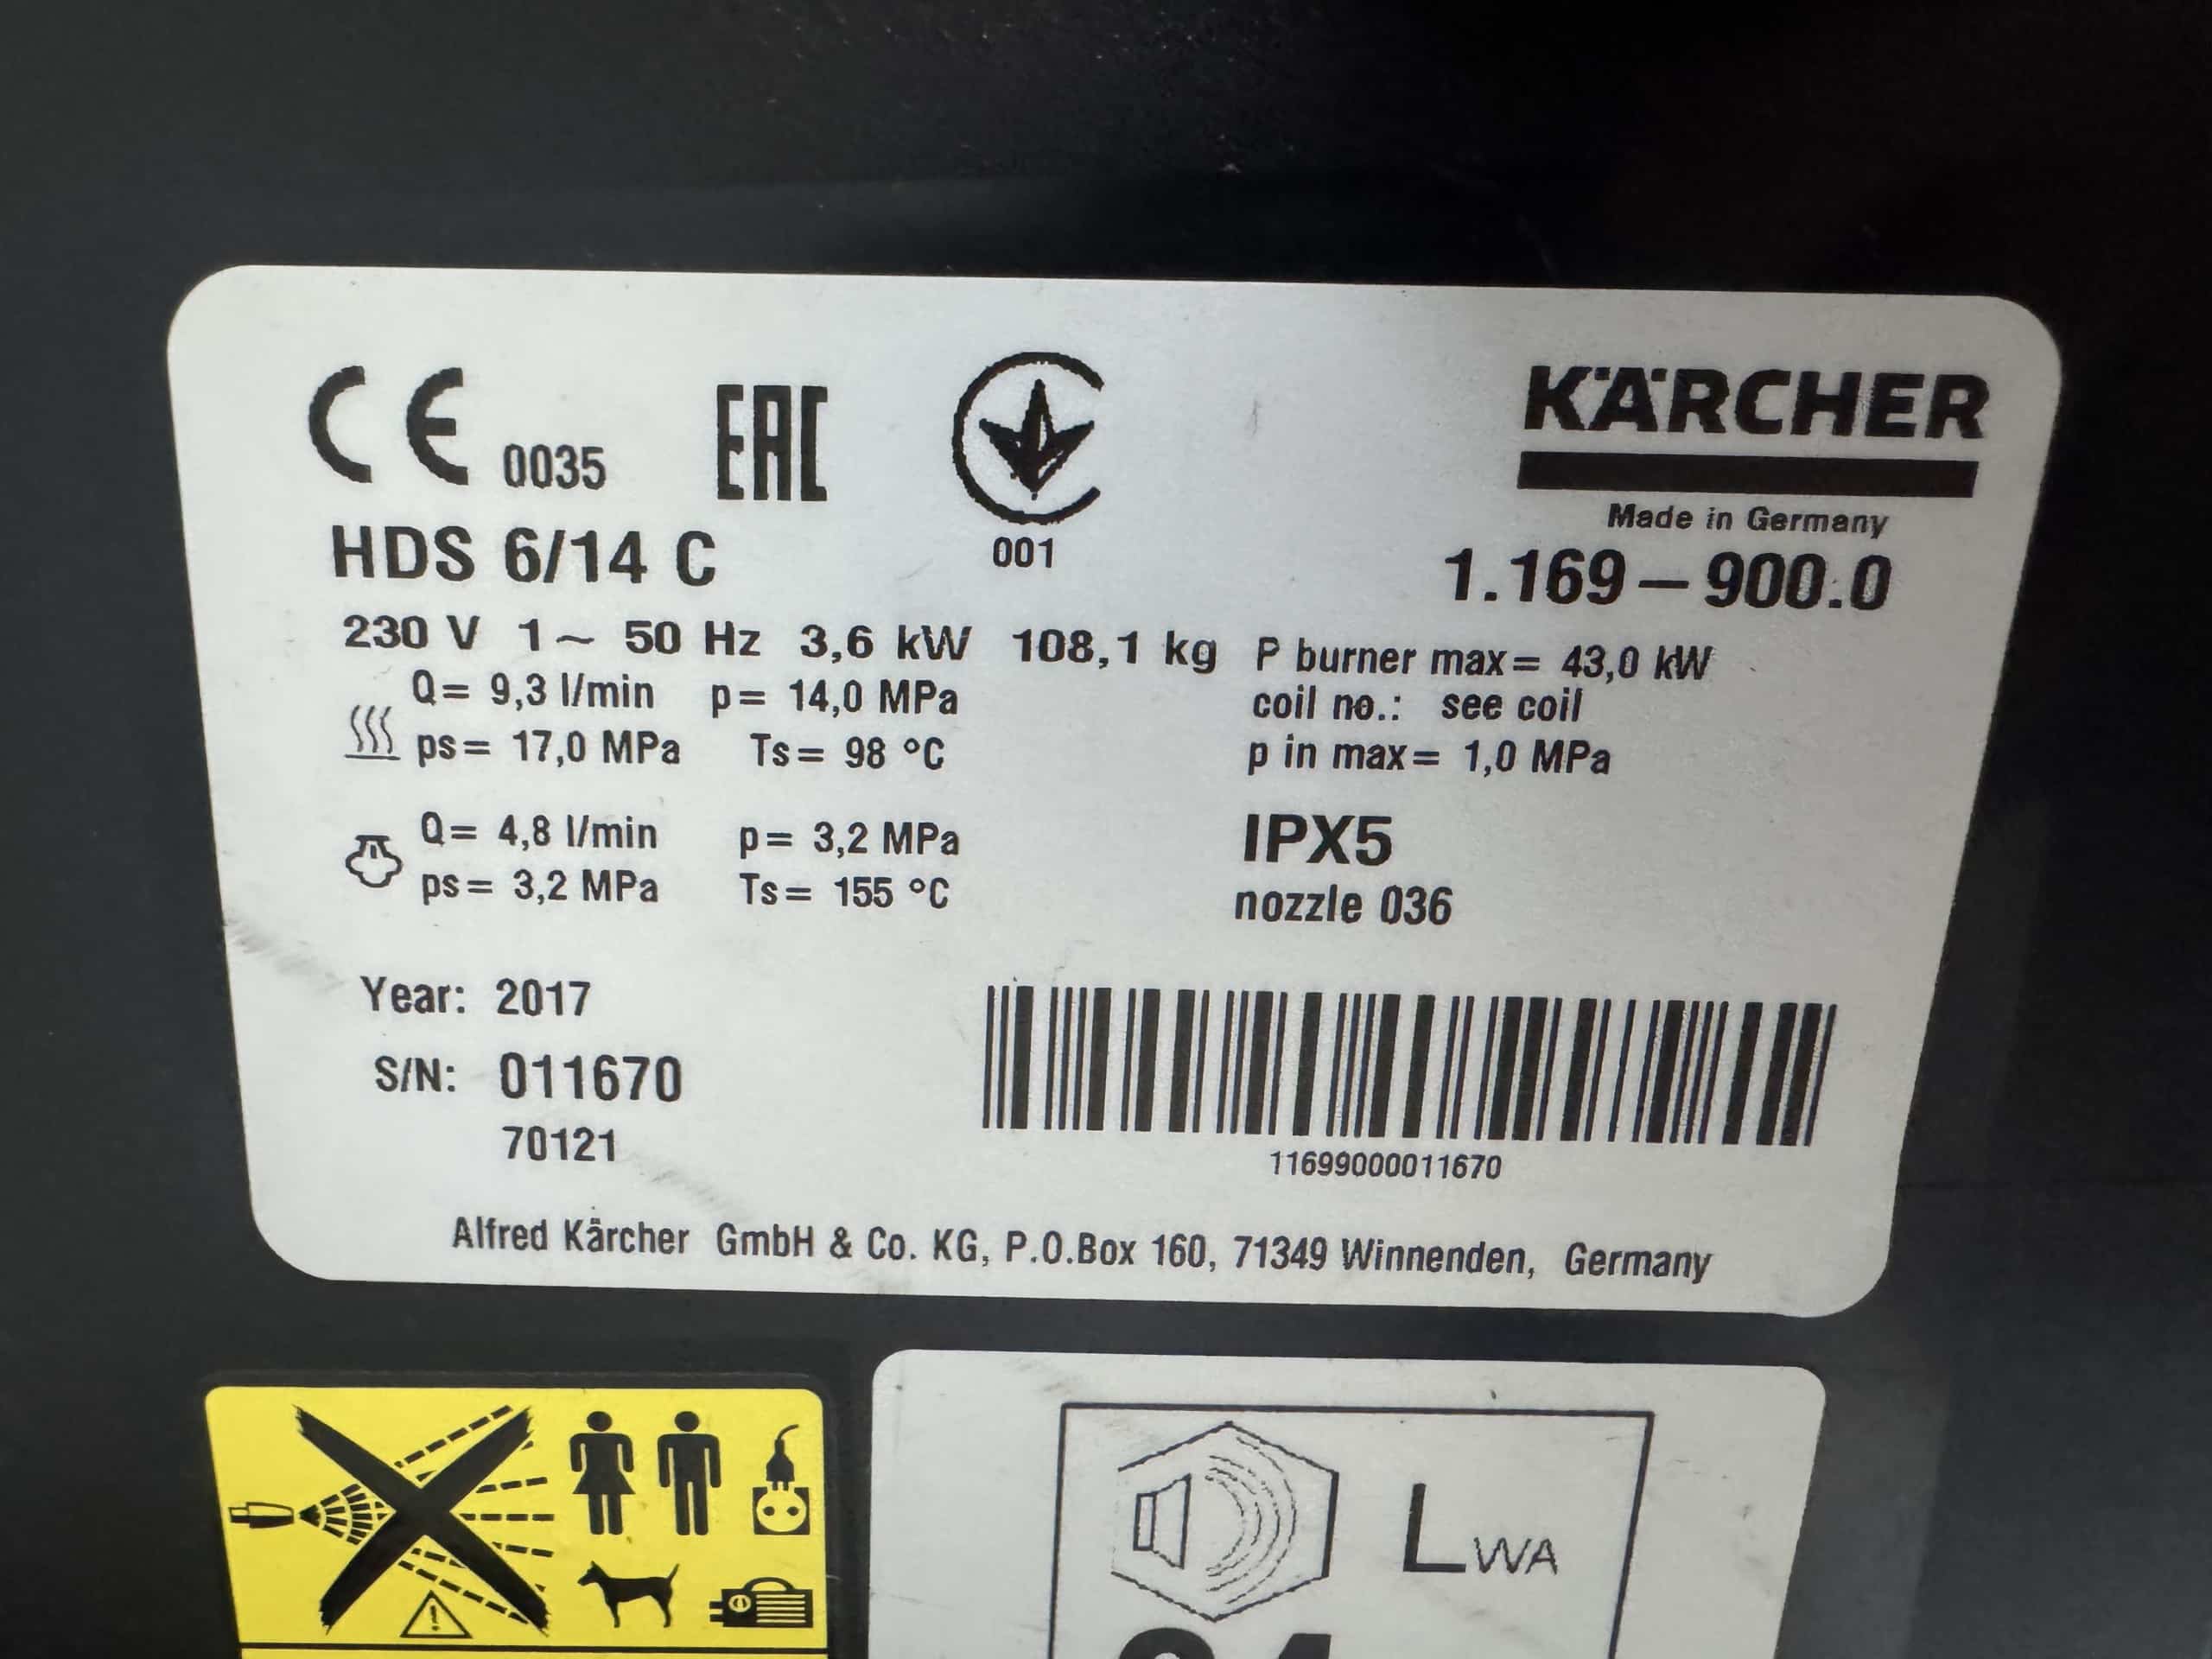 CE 0035 EAC
KÄRCHER
Made in Germany
HDS 6/14 C
001
1.169-900.0
230 V 1~ 50 Hz 3,6 kW 108,1 kg P burner max= 43,0 kW
Q= 9,3 l/min p= 14,0 MPa
coil no.: see coil
ps= 17,0 MPa Ts= 98 °C
p in max= 1,0 MPa
Q= 4,8 l/min p= 3,2 MPa
IPX5
ps= 3,2 MPa Ts= 155 °C
nozzle 036
Year: 2017
S/N: 011670
70121
11699000011670
Alfred Kärcher GmbH & Co. KG, P.O.Box 160, 71349 Winnenden, Germany
LWA